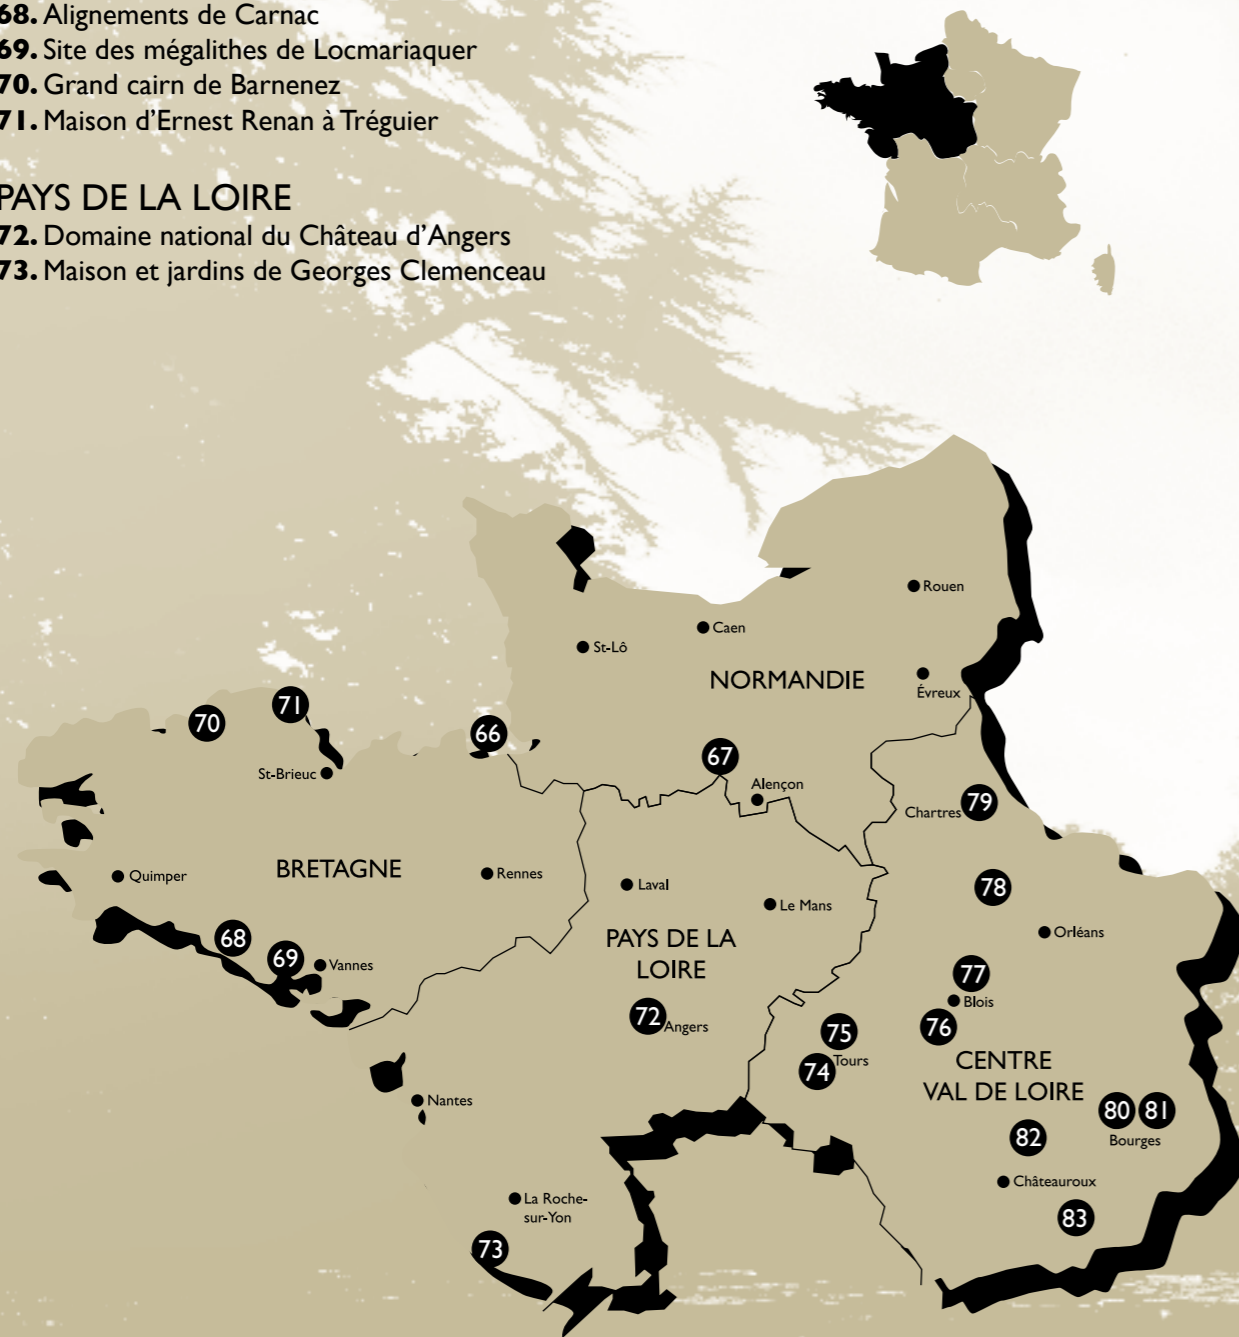 68. Alignements de Carnac
69. Site des mégalithes de Locmariaquer
70. Grand cairn de Barnenez
71. Maison d'Ernest Renan à Tréguier
PAYS DE LA LOIRE
72. Domaine national du Château d'Angers
73. Maison et jardins de Georges Clemenceau
Rouen
Caen
St-Lô
NORMANDIE
Évreux
71
70
66
67
St-Brieuc
Alençon
79
Chartres
BRETAGNE
Quimper
Rennes
Laval
78
Le Mans
68
Orléans
PAYS DE LA
LOIRE
69
Vannes
77
Blois
72
Angers
76
75
Tours
74
CENTRE
VAL DE LOIRE
Nantes
80
81
Bourges
82
Châteauroux
La Roche-
sur-Yon
83
73